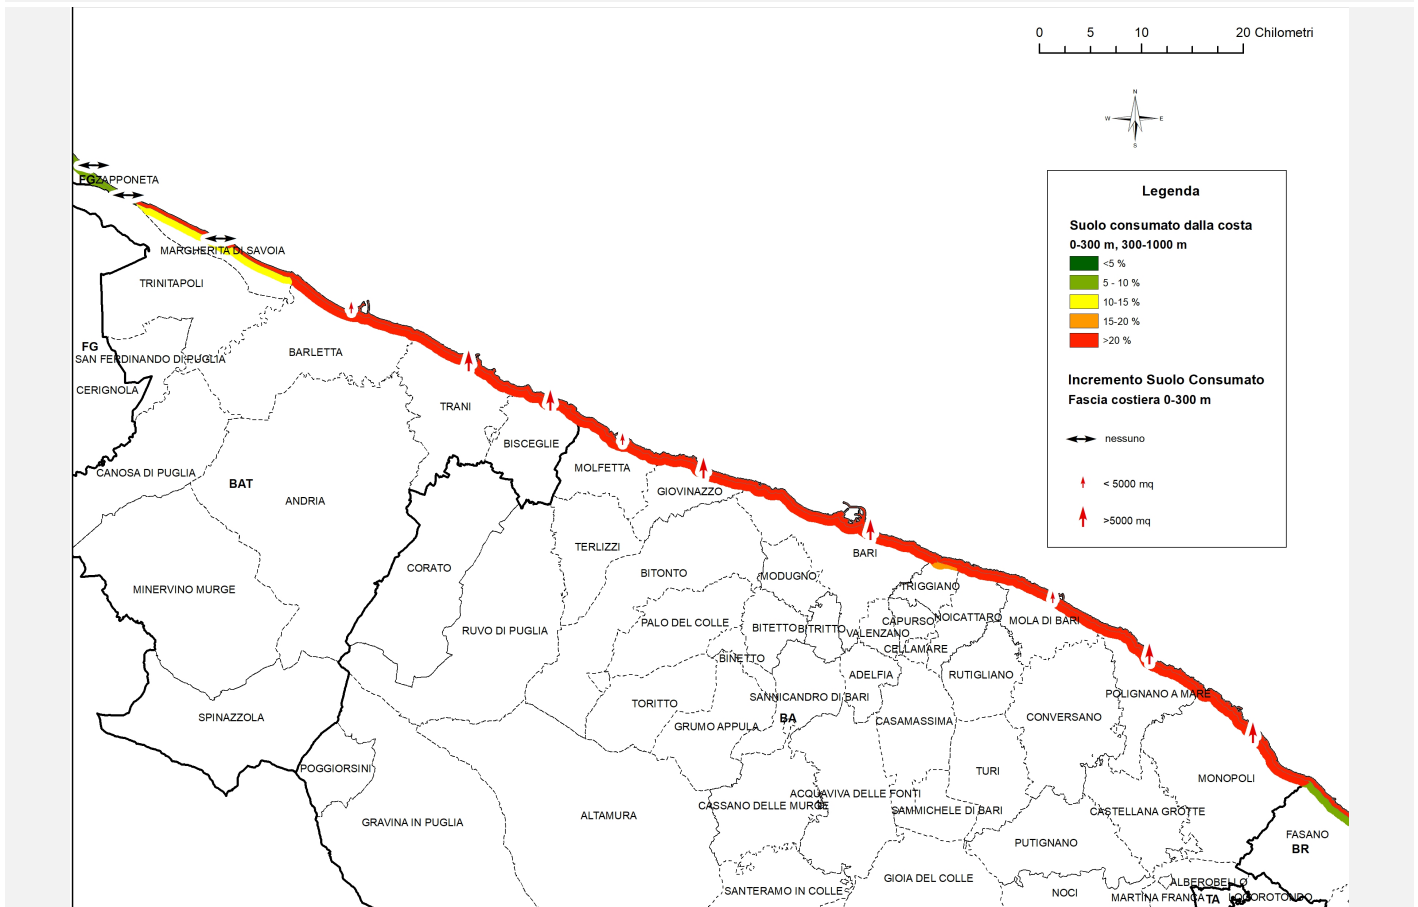 0 5 10 20 Chilometri
N
W E
S
Legenda
Suolo consumato dalla costa
0-300 m, 300-1000 m
<5 %
5 - 10 %
10-15 %
15-20 %
>20 %
Incremento Suolo Consumato
Fascia costiera 0-300 m
nessuno
< 5000 mq
>5000 mq
FG ZAPPONETA
MARGHERITA DI SAVOIA
TRINITAPOLI
FG
SAN FERDINANDO DI PUGLIA
BARLETTA
CERIGNOLA
TRANI
BISCEGLIE
CANOSA DI PUGLIA
BAT
ANDRIA
MOLFETTA
GIOVINAZZO
TERLIZZI
BARI
CORATO
BITONTO
MODUGNO
TRIGGIANO
MINERVINO MURGE
RUVO DI PUGLIA
PALO DEL COLLE
BITETTO
BITRITTO
VALENZANO
CAPURSO
NOICATTARO
MOLA DI BARI
CELLAMARE
BINETTO
ADELFIA
RUTIGLIANO
SANNICANDRO DI BARI
POLIGNANO A MARE
TORITTO
SPINAZZOLA
BA
GRUMO APPULA
CASAMASSIMA
CONVERSANO
POGGIORSINI
TURI
MONOPOLI
ACQUAVIVA DELLE FONTI
CASSANO DELLE MURGE
SAMMICHELE DI BARI
CASTELLANA GROTTE
ALTAMURA
GRAVINA IN PUGLIA
FASANO
BR
PUTIGNANO
GIOIA DEL COLLE
ALBEROBELLO
SANTERAMO IN COLLE
NOCI
MARTINA FRANCA
TA
LOCOROTONDO